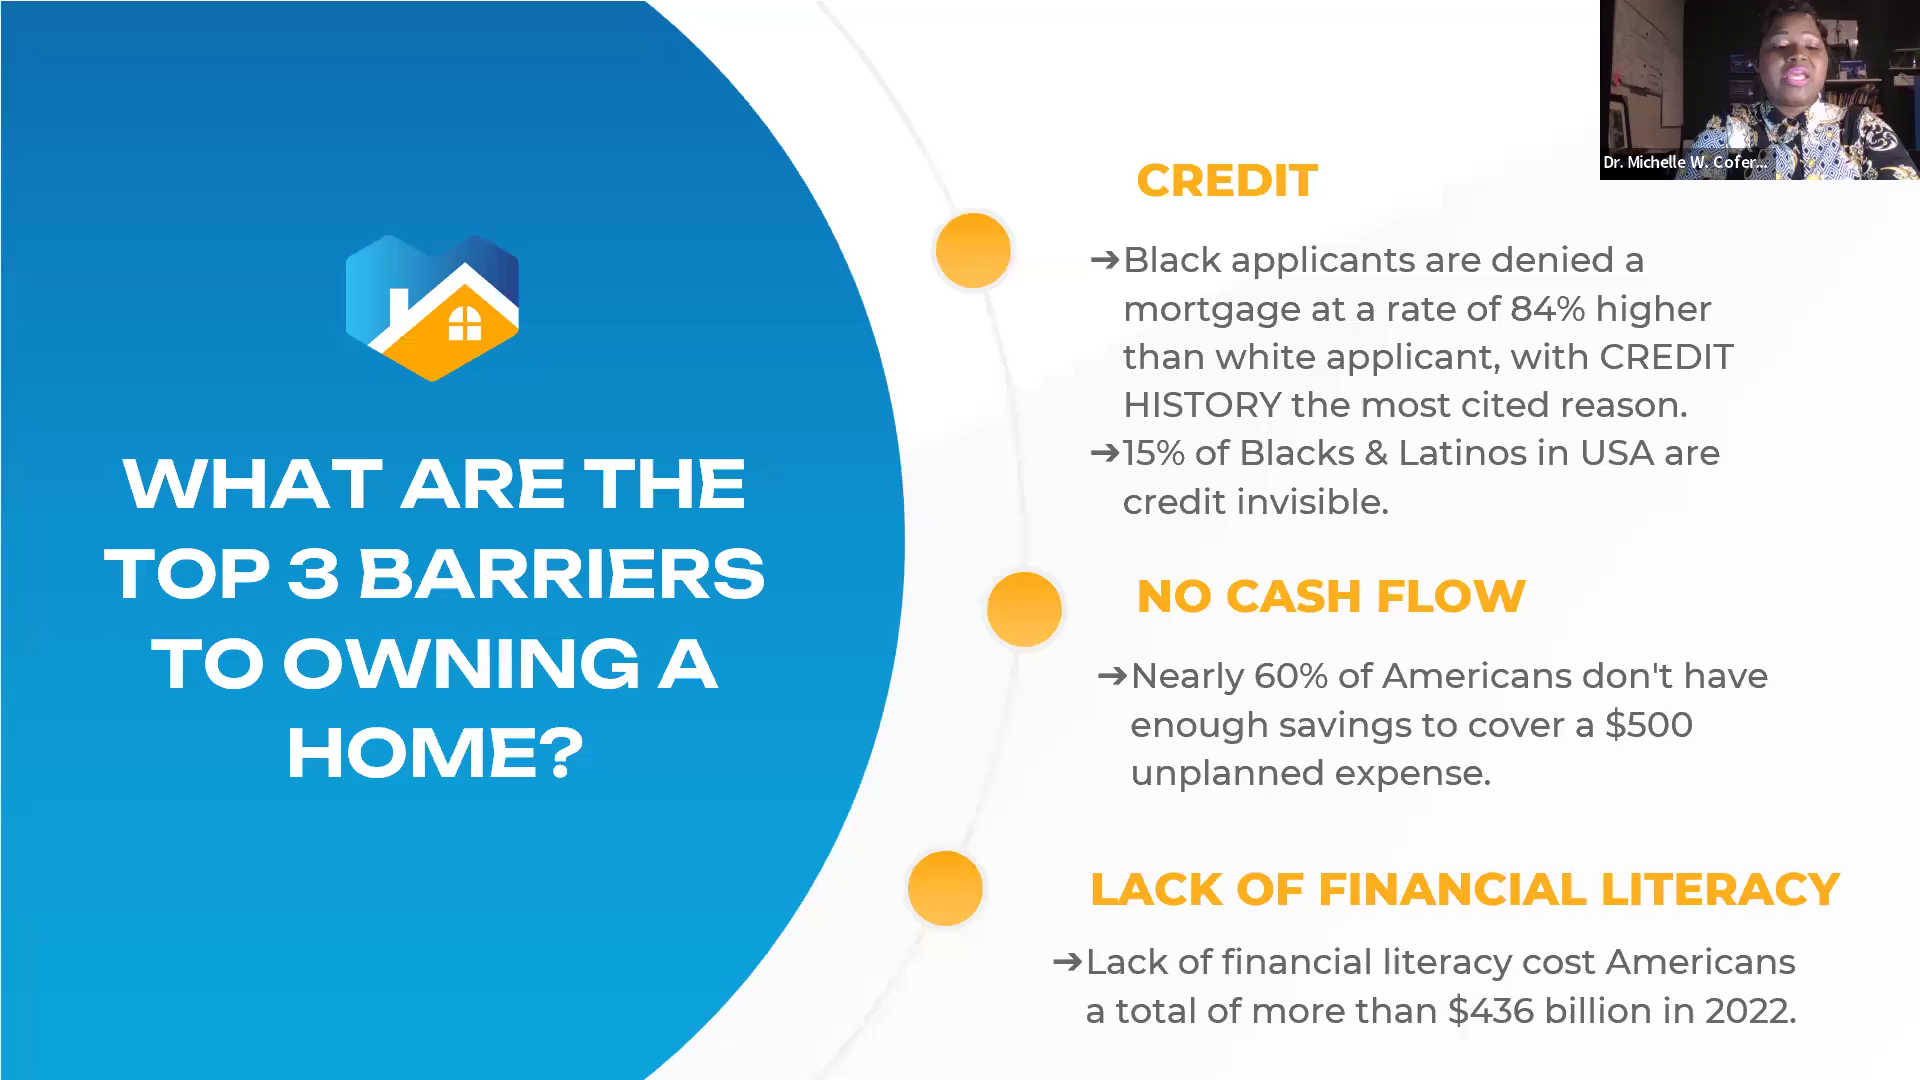 WHAT ARE THE
TOP 3 BARRIERS
TO OWNING A
HOME?
CREDIT
➔Black applicants are denied a
mortgage at a rate of 84% higher
than white applicant, with CREDIT
HISTORY the most cited reason.
➔15% of Blacks & Latinos in USA are
credit invisible.
NO CASH FLOW
➔Nearly 60% of Americans don't have
enough savings to cover a $500
unplanned expense.
LACK OF FINANCIAL LITERACY
➔Lack of financial literacy cost Americans
a total of more than $436 billion in 2022.
Dr. Michelle W. Cofer...